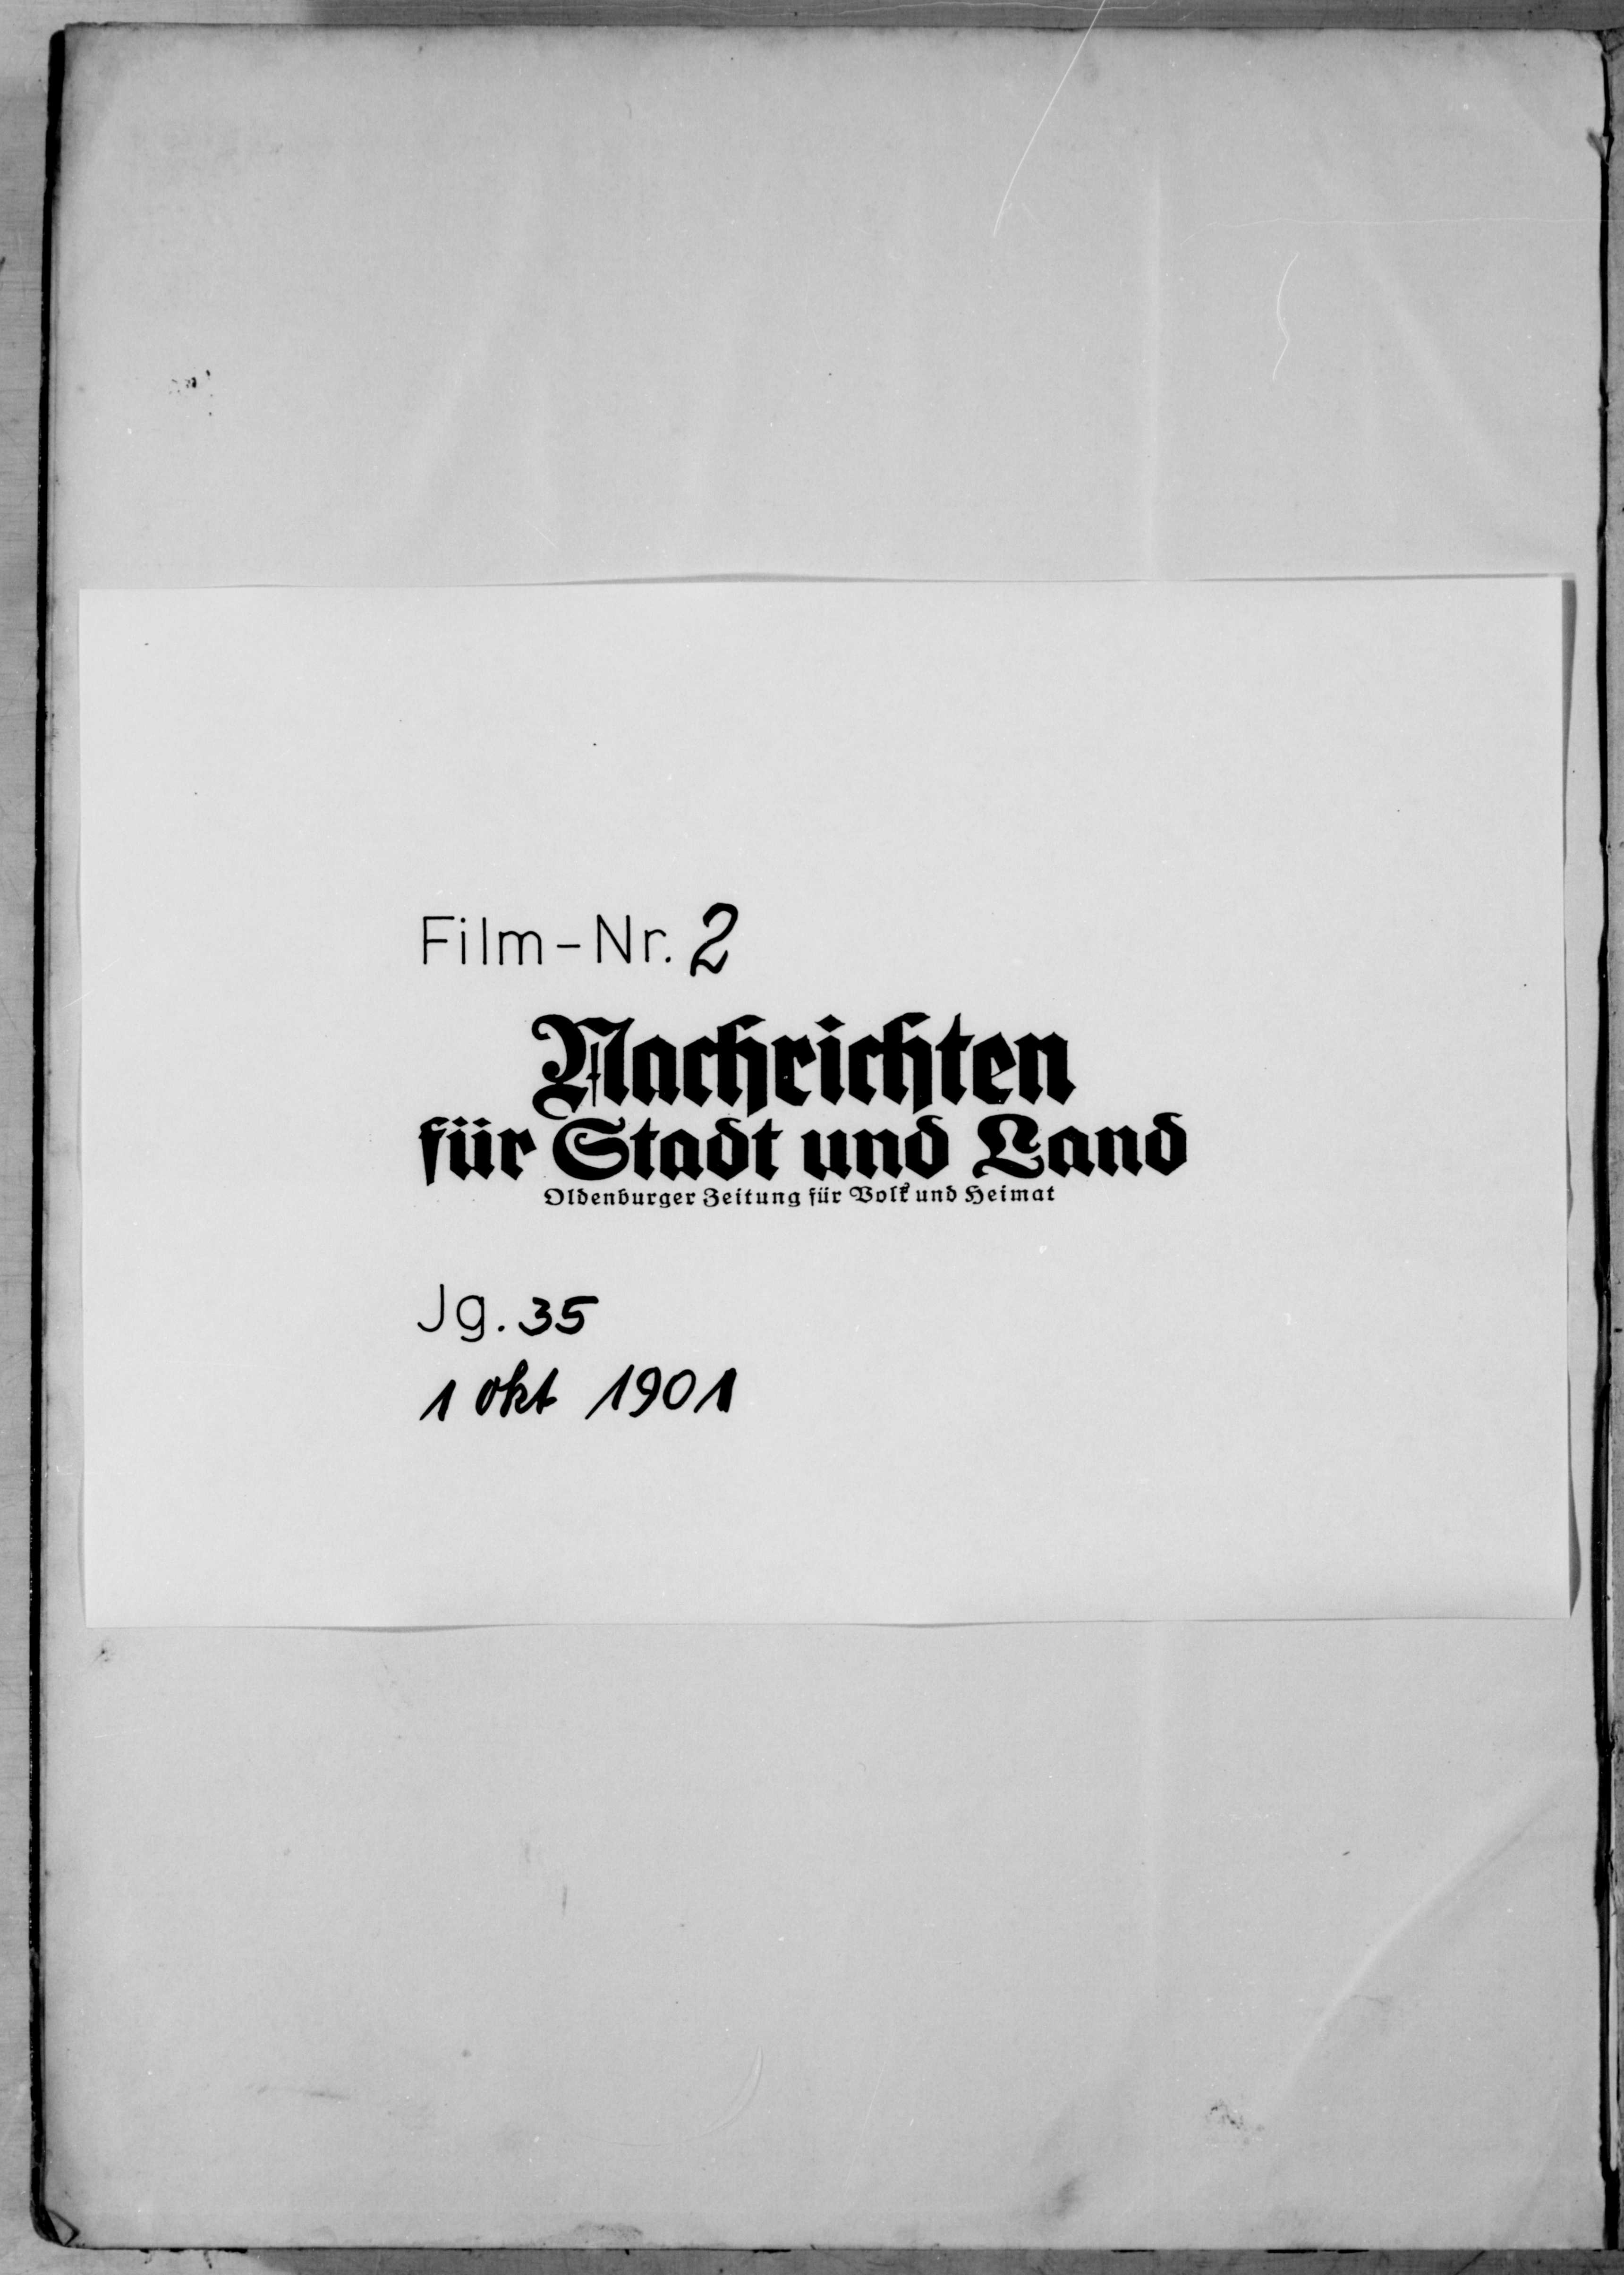 Film-Nr. 2
Nachrichten
für Stadt und Land
Oldenburger Zeitung für Volk und Heimat
Jg. 35
1 Okt 1901